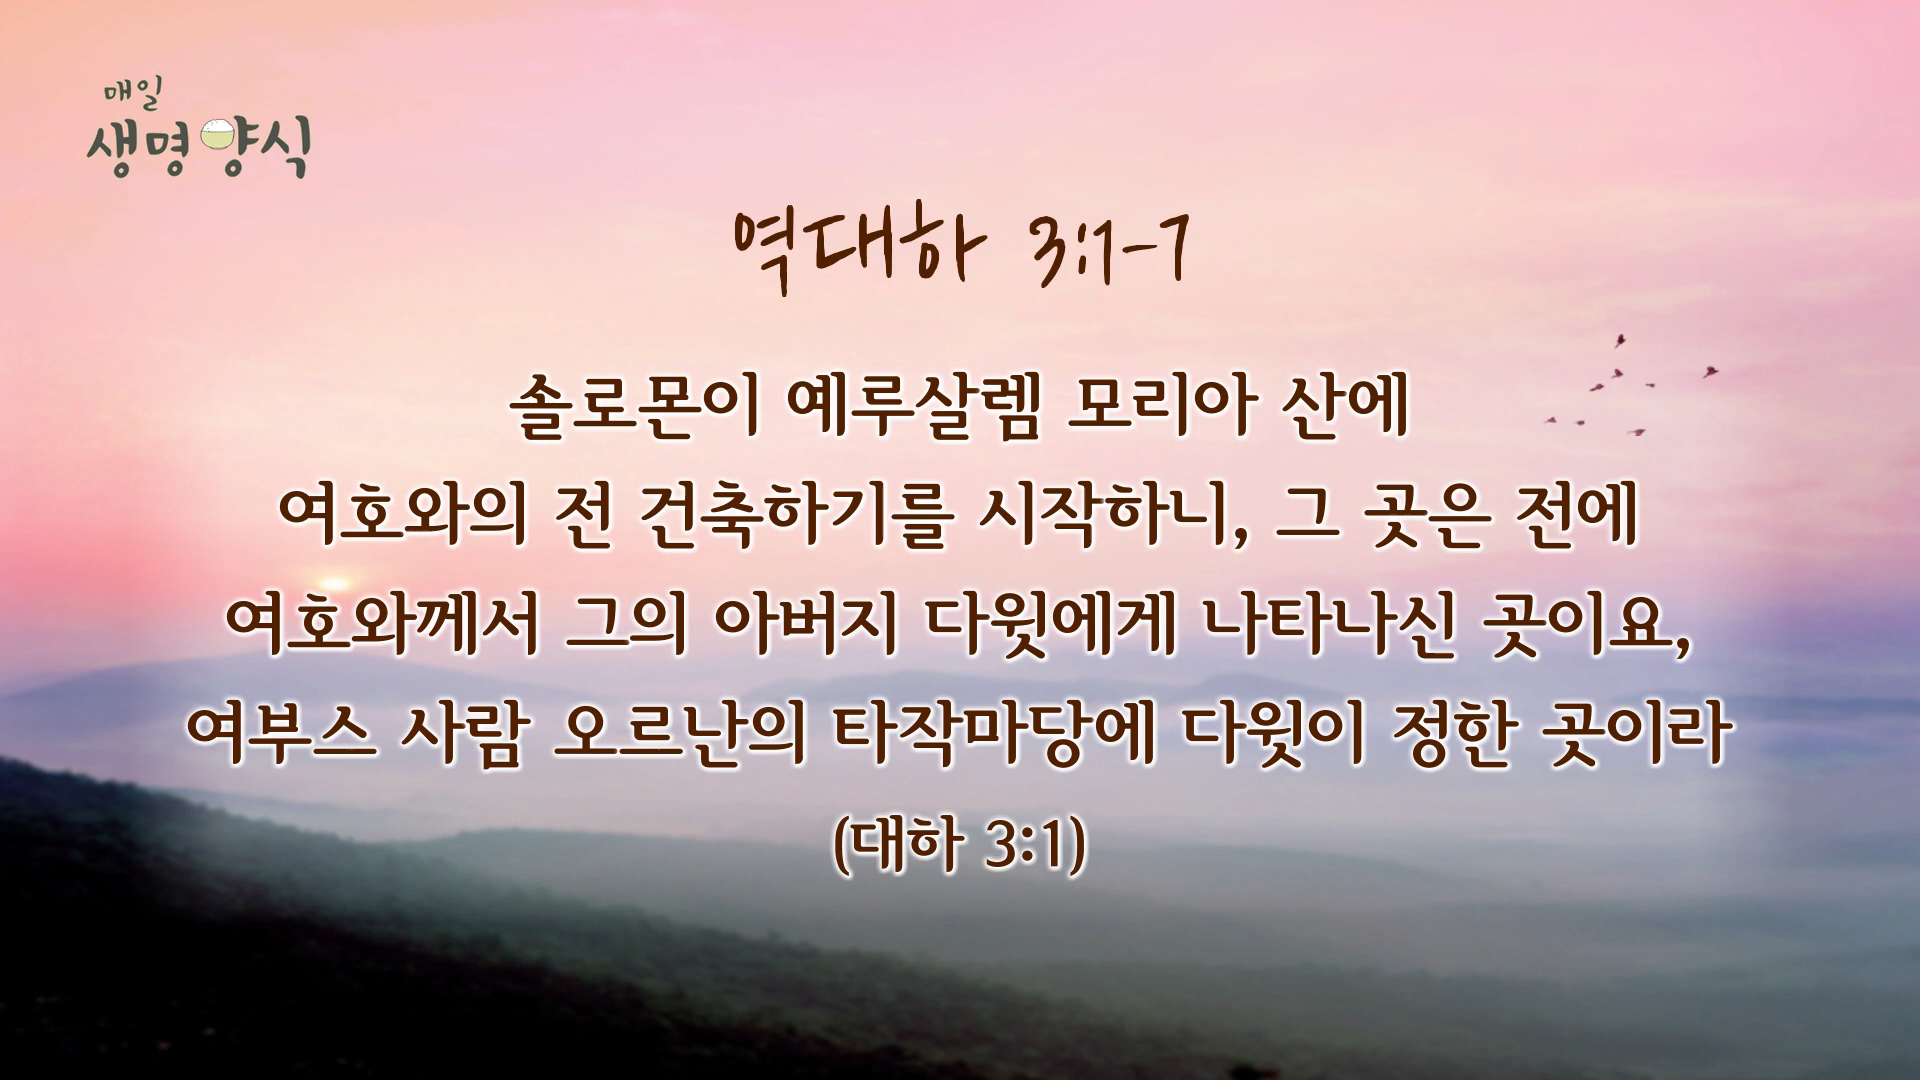 매일
생명양식
역대하 3:1-7
솔로몬이 예루살렘 모리아 산에
여호와의 전 건축하기를 시작하니, 그 곳은 전에
여호와께서 그의 아버지 다윗에게 나타나신 곳이요,
여부스 사람 오르난의 타작마당에 다윗이 정한 곳이라
(대하 3:1)